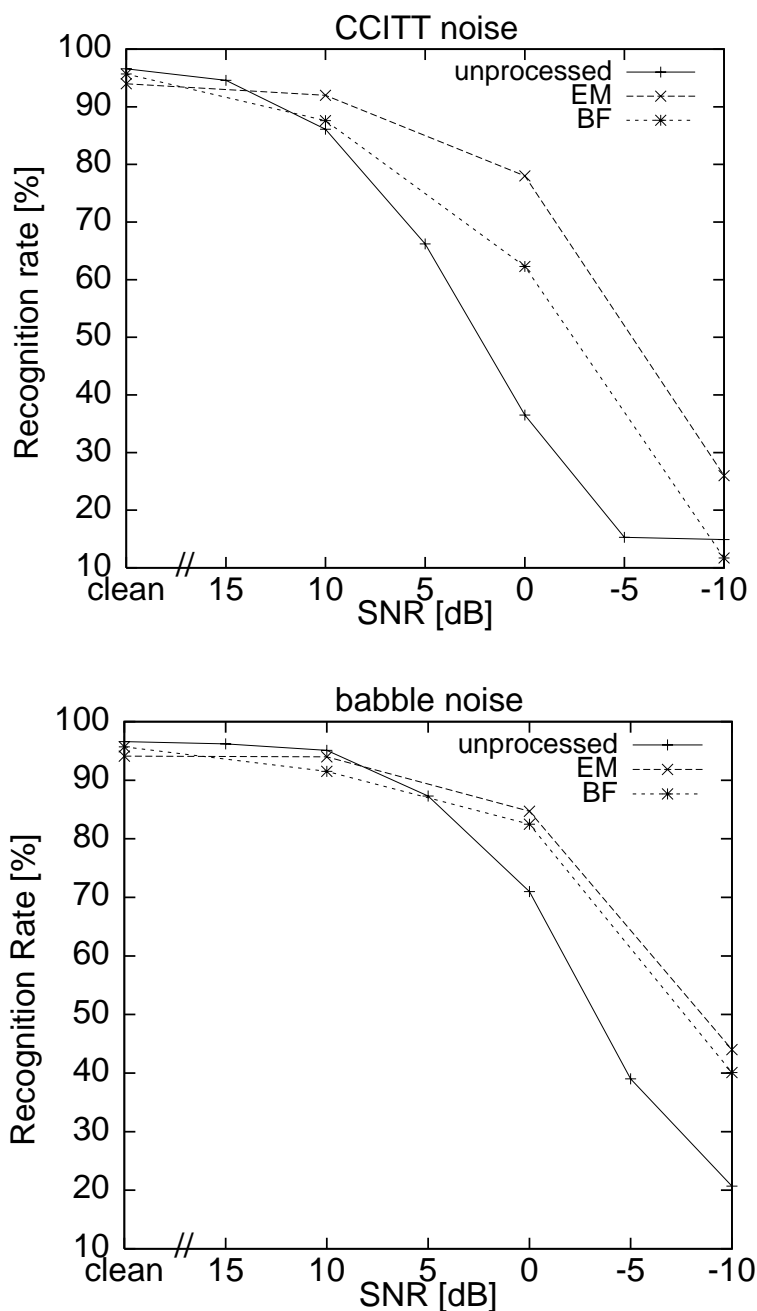 CCITT noise
100
90
80
70
60
50
40
30
20
10
Recognition rate [%]
unprocessed
EM
BF
clean // 15 10 5 0 -5 -10
SNR [dB]
babble noise
100
90
80
70
60
50
40
30
20
10
Recognition Rate [%]
unprocessed
EM
BF
clean // 15 10 5 0 -5 -10
SNR [dB]